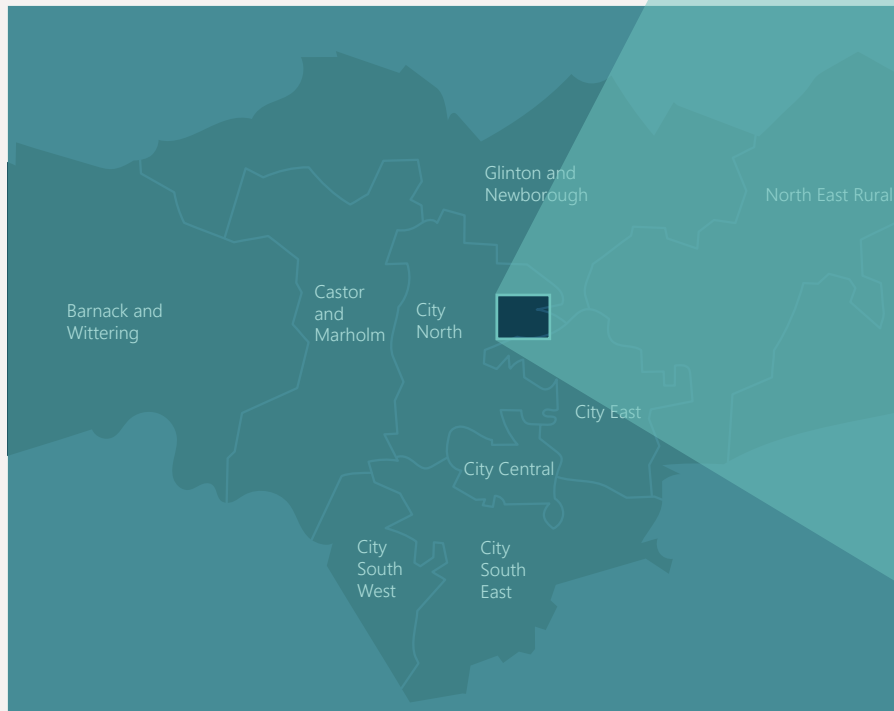 Glinton and
Newborough
North East Rural
Barnack and
Wittering
Castor
and
Marholm
City
North
City East
City Central
City
South
West
City
South
East